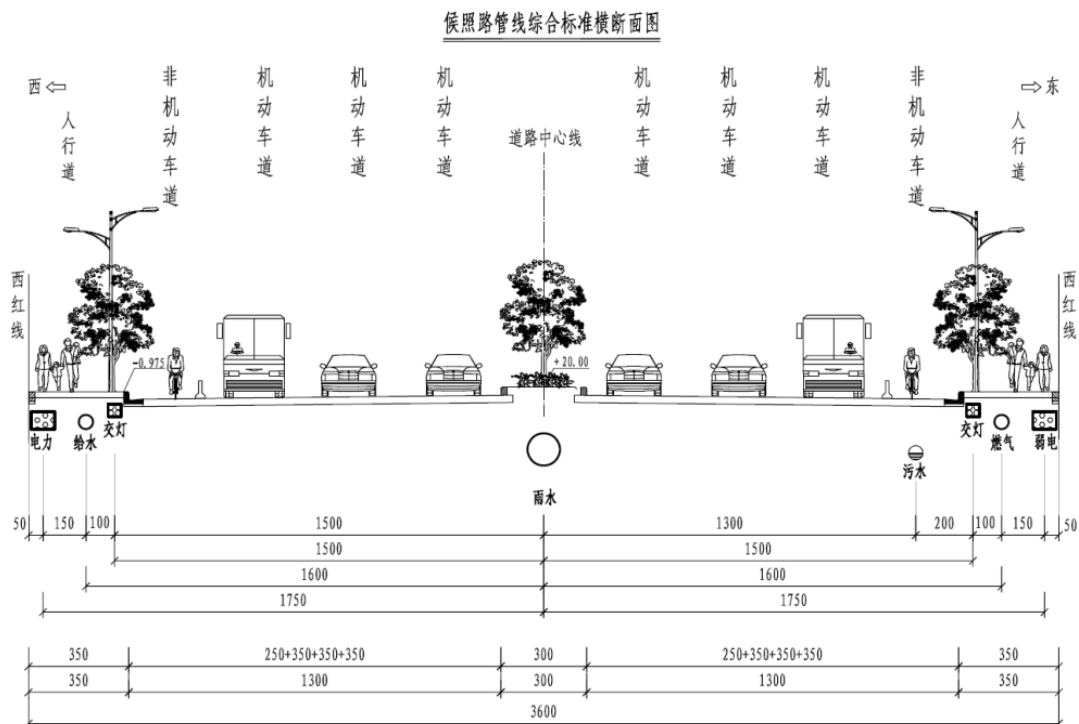 侯照路管线综合标准横断面图
西
人行道
非机动车道
机动车道
机动车道
机动车道
道路中心线
机动车道
机动车道
机动车道
非机动车道
人行道
东
西红线
西红线
-0.975
+20.00
电力
给水
交灯
雨水
污水
交灯
燃气
弱电
50 150 100 1500 1300 200 100 150 50
1500 1500
1600 1600
1750 1750
350 250+350+350+350 300 250+350+350+350 350
350 1300 300 1300 350
3600